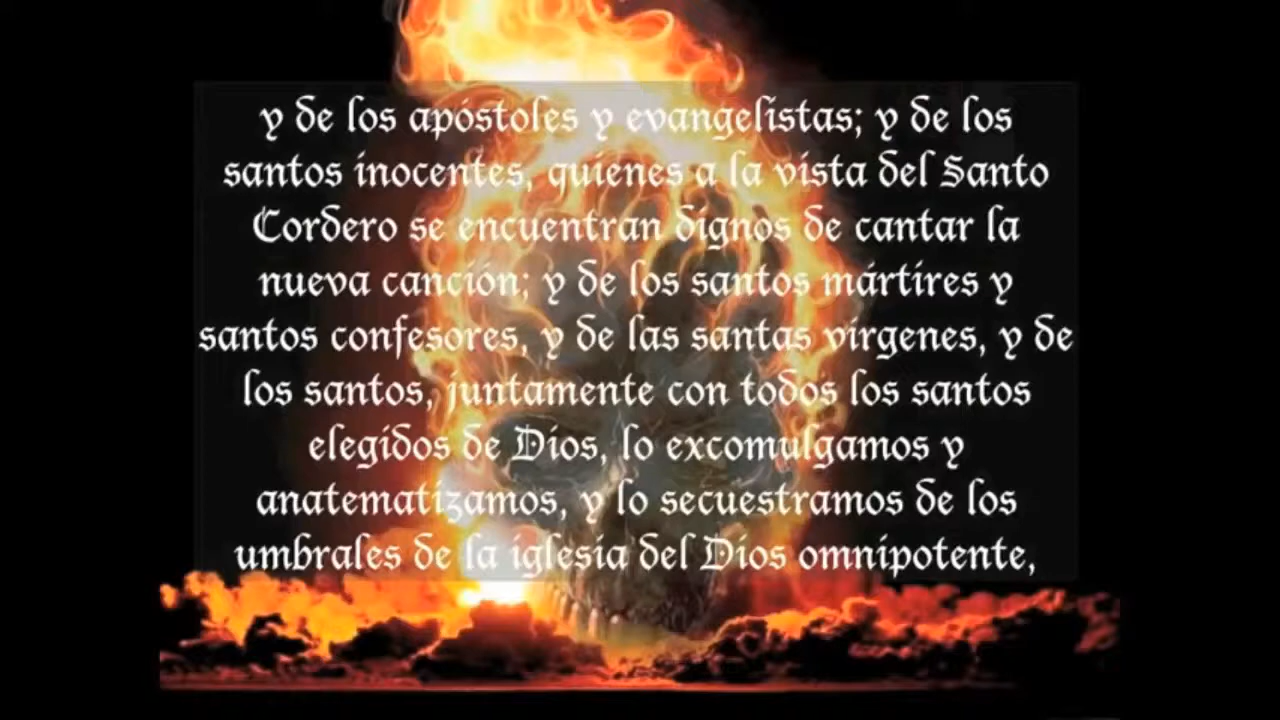 y de los apóstoles y evangelistas; y de los
santos inocentes, quienes a la vista del Santo
Cordero se encuentran dignos de cantar la
nueva canción; y de los santos mártires y
santos confesores, y de las santas vírgenes, y de
los santos, juntamente con todos los santos
elegidos de Dios, lo excomulgamos y
anatematizamos, y lo secuestramos de los
umbrales de la iglesia del Dios omnipotente,